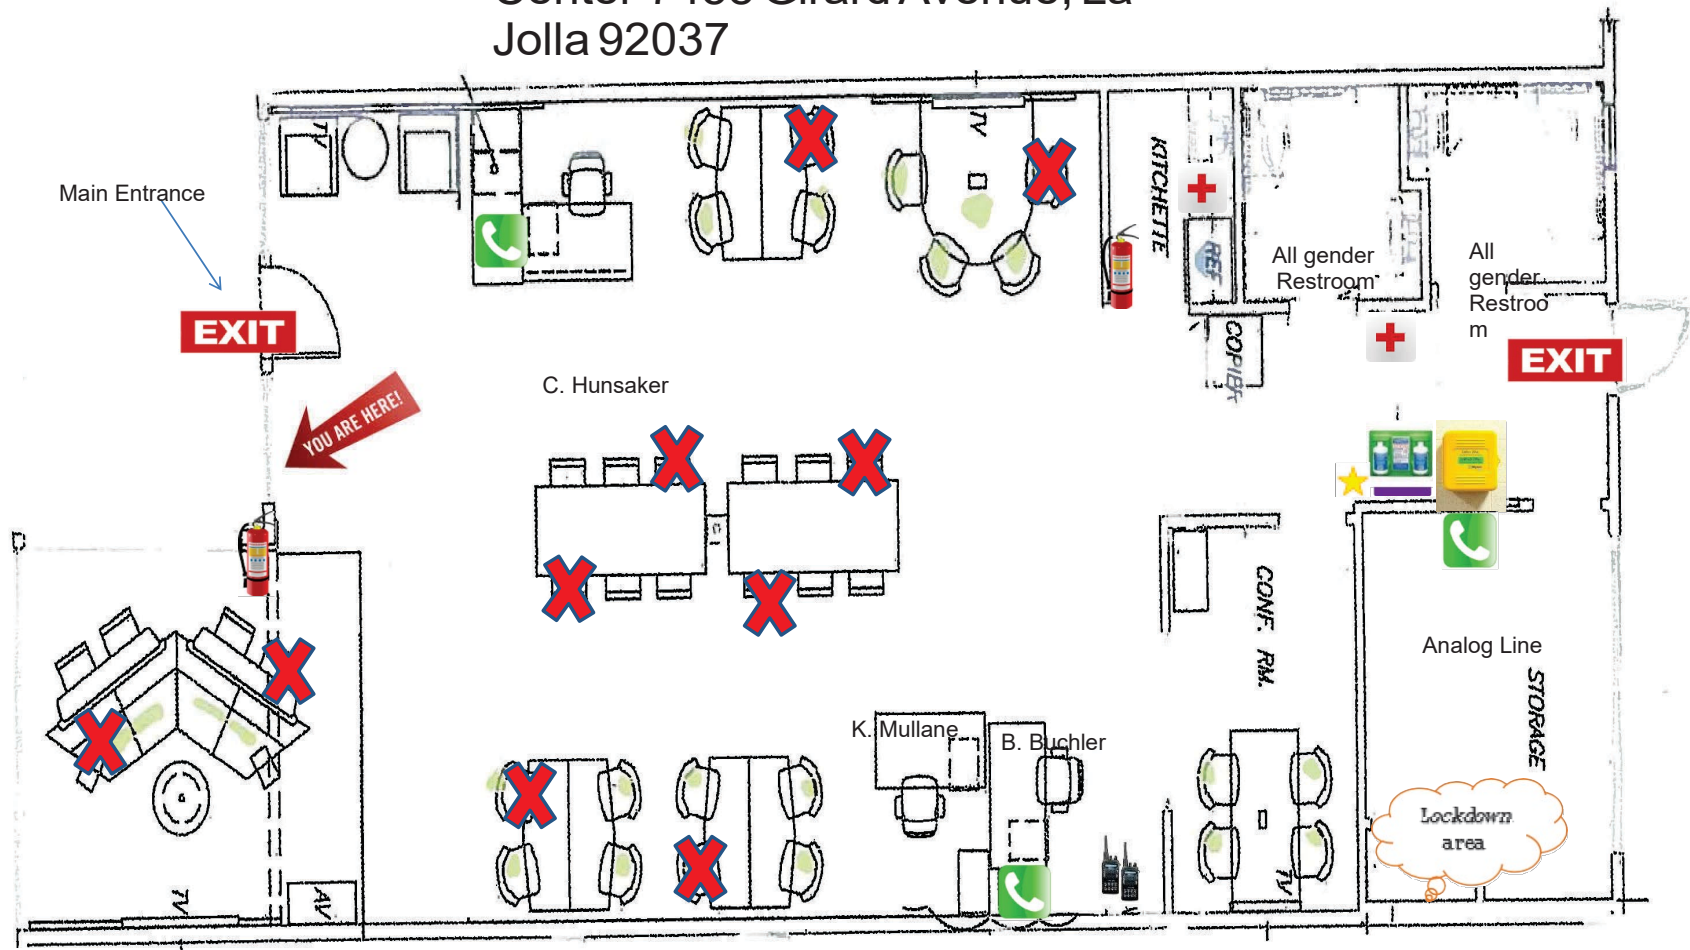 Jolla 92037
TV
TV
KITCHETTE
Main Entrance
REF
All gender
Restroom
All
gender
Restroo
m
EXIT
COPIER
EXIT
C. Hunsaker
YOU ARE HERE!
CONF. RM.
Analog Line
STORAGE
K. Mullane
B. Buchler
Lockdown
area
TV
AV
TV